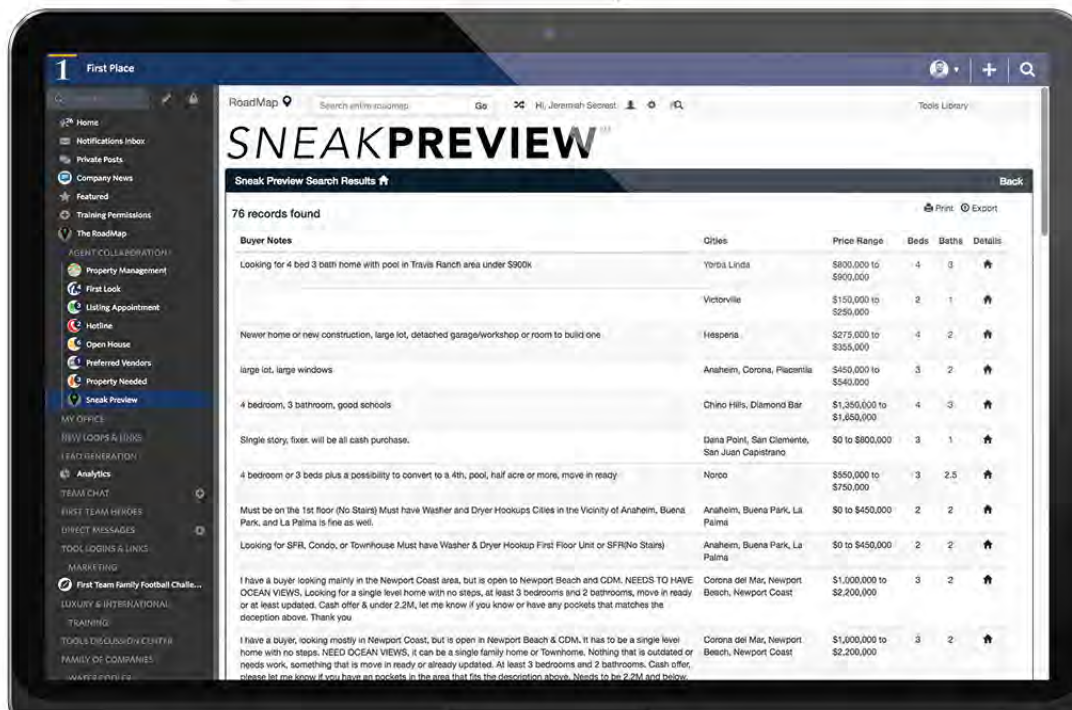 1 First Place
Home
Notifications Inbox
Private Posts
Company News
Featured
Training Permissions
The RoadMap
AGENT COLLABORATION
Property Management
First Look
Listing Appointment
Hotline
Open House
Preferred Vendors
Property Needed
Sneak Preview
MY OFFICE
NEW LOOPS & LINKS
LEAD GENERATION
Analytics
TEAM CHAT
FIRST TEAM HEROES
DIRECT MESSAGES
TOOL LOGINS & LINKS
MARKETING
First Team Family Football Challe...
LUXURY & INTERNATIONAL
TRAINING
TOOLS DISCUSSION CENTER
FAMILY OF COMPANIES
WATER COOLER
RoadMap Search entire roadmap Go Hi, Jeremiah Secrest Tools Library
SNEAKPREVIEW
Sneak Preview Search Results Back
76 records found Print Export
Buyer Notes Cities Price Range Beds Baths Details
Looking for 4 bed 3 bath home with pool in Travis Ranch area under $900k Yorba Linda $800,000 to 4 3
$900,000
Victorville $150,000 to 2 1
$250,000
Newer home or new construction, large lot, detached garage/workshop or room to build one Hesperia $275,000 to 4 2
$355,000
large lot, large windows Anaheim, Corona, Placentia $450,000 to 3 2
$540,000
4 bedroom, 3 bathroom, good schools Chino Hills, Diamond Bar $1,350,000 to 4 3
$1,650,000
Single story, fixer. will be all cash purchase. Dana Point, San Clemente, $0 to $800,000 3 1
San Juan Capistrano
4 bedroom or 3 beds plus a possibility to convert to a 4th, pool, half acre or more, move in ready Norco $550,000 to 3 2.5
$750,000
Must be on the 1st floor (No Stairs) Must have Washer and Dryer Hookups Cities in the Vicinity of Anaheim, Buena Anaheim, Buena Park, La $0 to $450,000 2 2
Park, and La Palma is fine as well. Palma
Looking for SFR, Condo, or Townhouse Must have Washer & Dryer Hookup First Floor Unit or SFR(No Stairs) Anaheim, Buena Park, La $0 to $450,000 2 2
Palma
I have a buyer looking mainly in the Newport Coast area, but is open to Newport Beach and CDM. NEEDS TO HAVE Corona del Mar, Newport $1,000,000 to 3 2
OCEAN VIEWS. Looking for a single level home with no steps, at least 3 bedrooms and 2 bathrooms, move in ready Beach, Newport Coast $2,200,000
or at least updated. Cash offer & under 2.2M, let me know if you know or have any pockets that matches the
deception above. Thank you
I have a buyer, looking mostly in Newport Coast, but is open in Newport Beach & CDM. It has to be a single level Corona del Mar, Newport $1,000,000 to 3 2
home with no steps. NEED OCEAN VIEWS, it can be a single family home or Townhome. Nothing that is outdated or Beach, Newport Coast $2,200,000
needs work, something that is move in ready or already updated. At least 3 bedrooms and 2 bathrooms. Cash offer,
please let me know if you have an pockets in the area that fits the description above. Needs to be 2.2M and below.